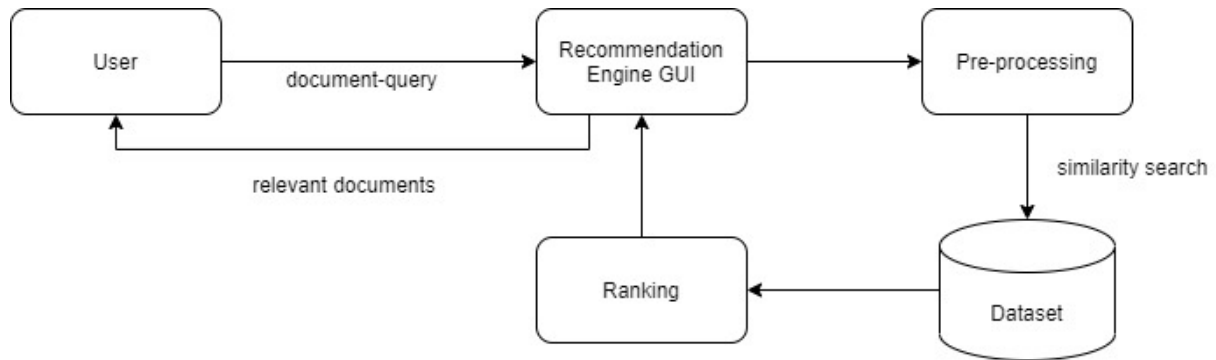 User
document-query
Recommendation
Engine GUI
Pre-processing
relevant documents
similarity search
Ranking
Dataset